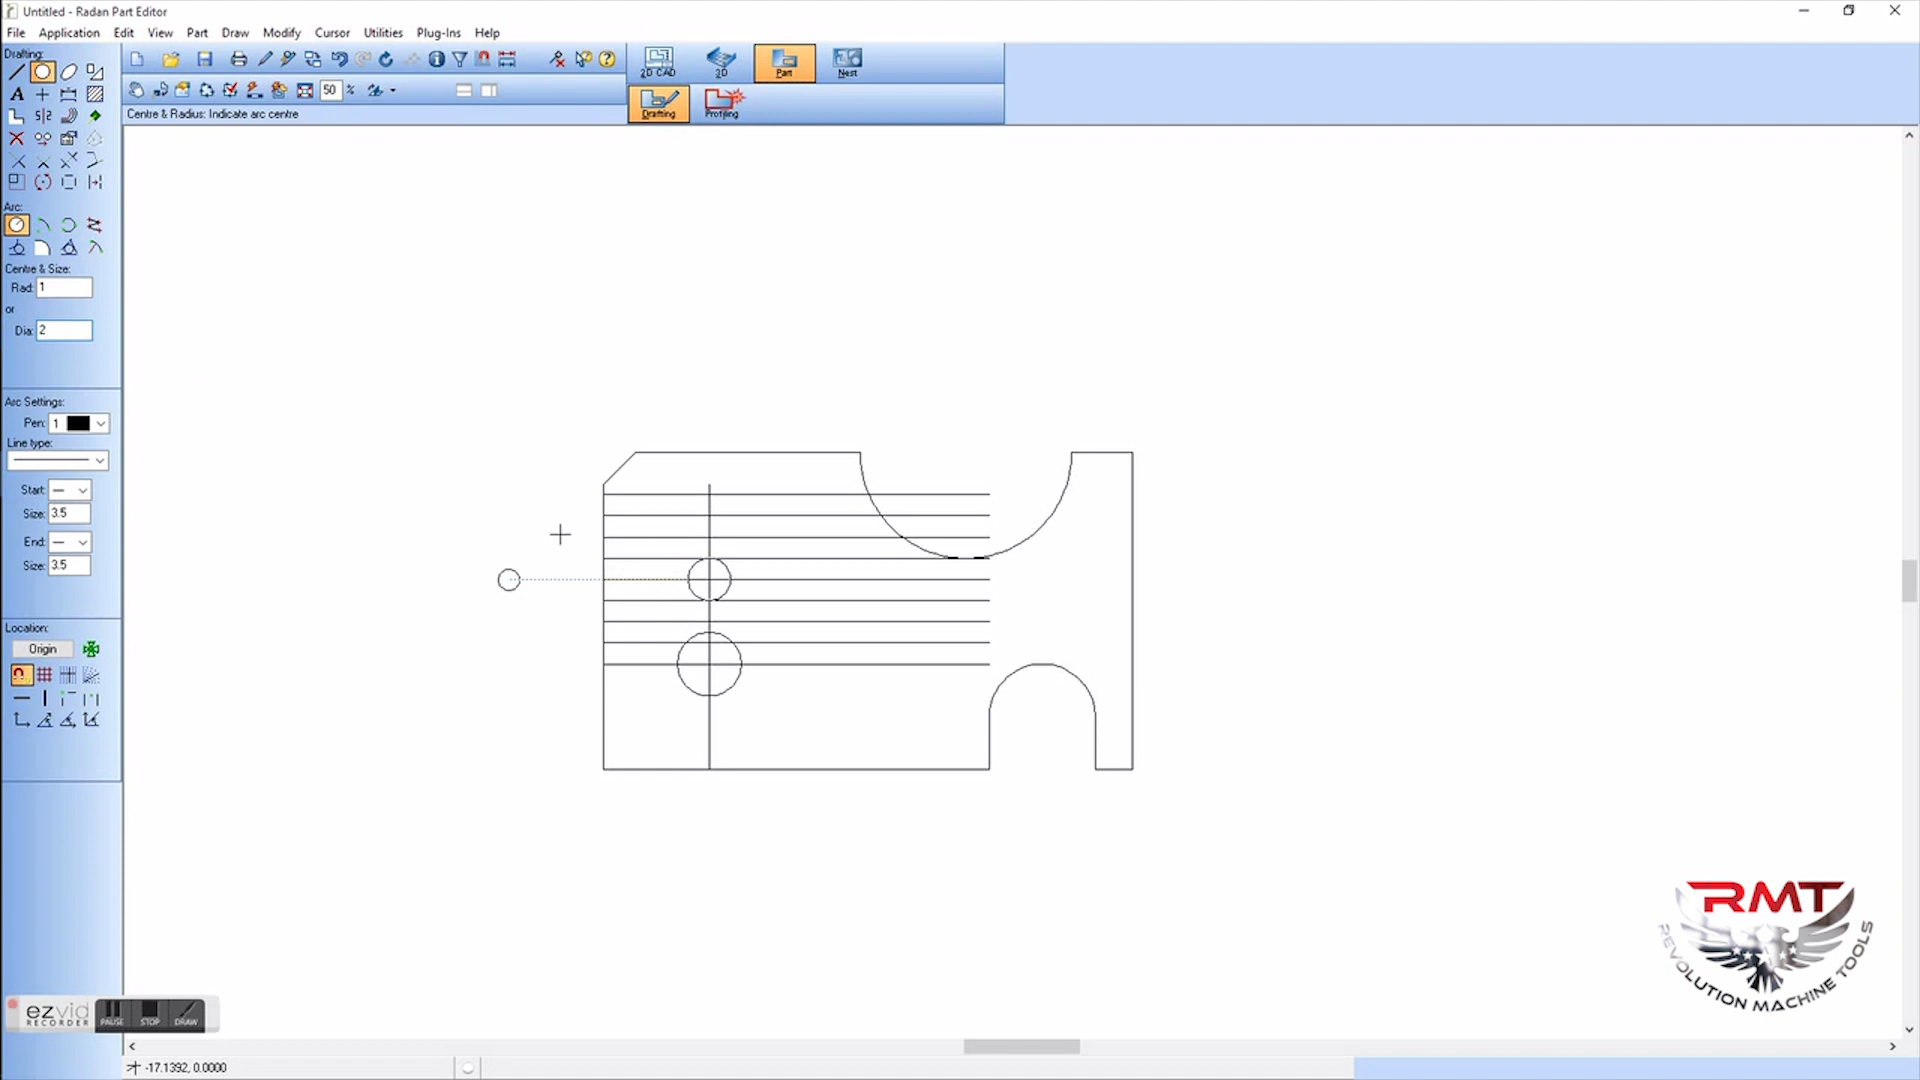 Untitled - Radan Part Editor
File Application Edit View Part Draw Modify Cursor Utilities Plug-Ins Help
Drafting:
2D CAD 3D Part Nest
50 %
Drafting Profiling
Centre & Radius: Indicate arc centre
Arc:
Centre & Size:
Rad: 1
or
Dia: 2
Arc Settings:
Pen: 1
Line type:
Start:
Size: 3.5
End:
Size: 3.5
Location:
Origin
RMT
REVOLUTION MACHINE TOOLS
ezvid
RECORDER
PAUSE STOP DRAW
-17.1392, 0.0000